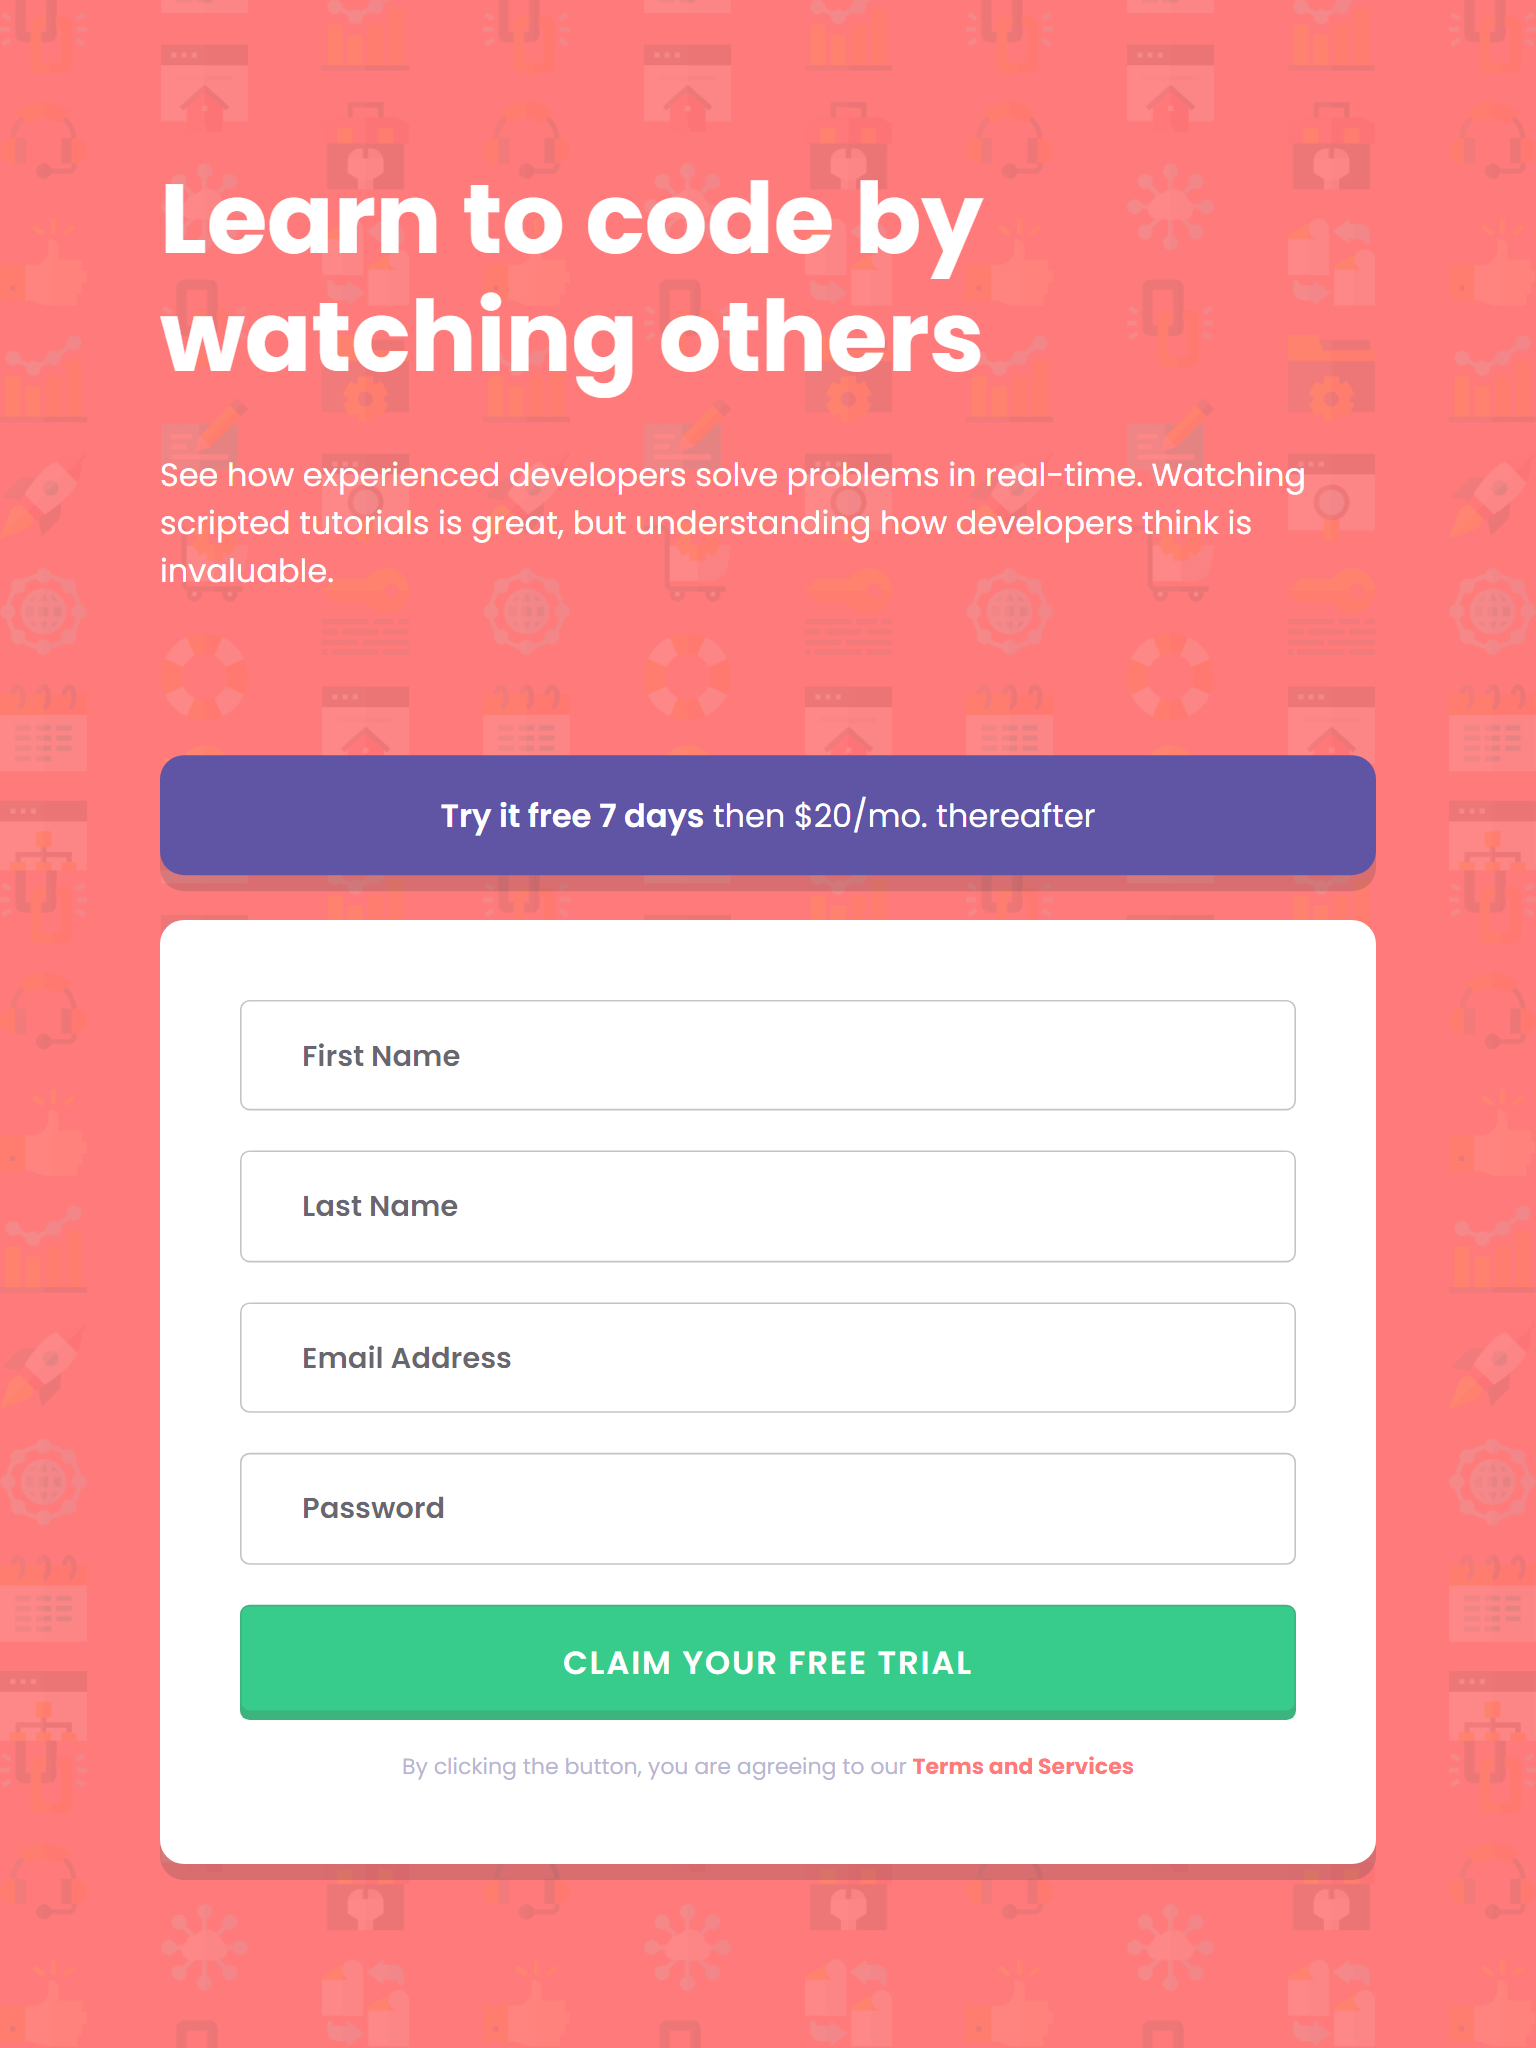 Learn to code by
watching others
See how experienced developers solve problems in real-time. Watching
scripted tutorials is great, but understanding how developers think is
invaluable.
Try it free 7 days then $20/mo. thereafter
First Name
Last Name
Email Address
Password
CLAIM YOUR FREE TRIAL
By clicking the button, you are agreeing to our Terms and Services